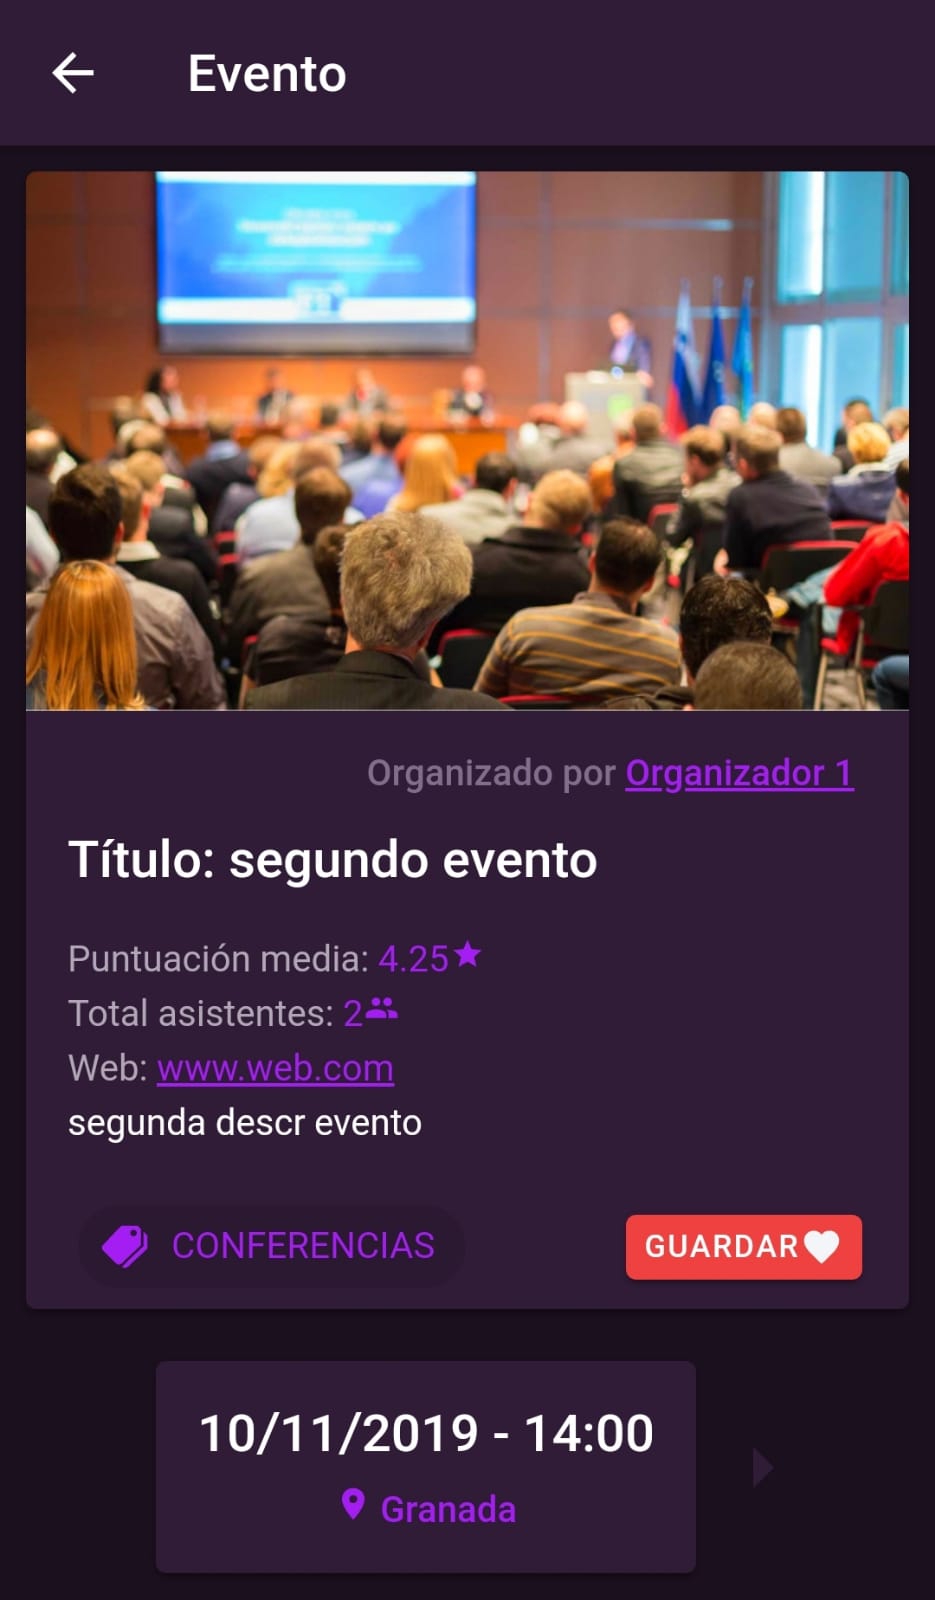 Evento
Organizado por Organizador 1
Título: segundo evento
Puntuación media: 4.25
Total asistentes: 2
Web: www.web.com
segunda descr evento
CONFERENCIAS
GUARDAR
10/11/2019 - 14:00
Granada